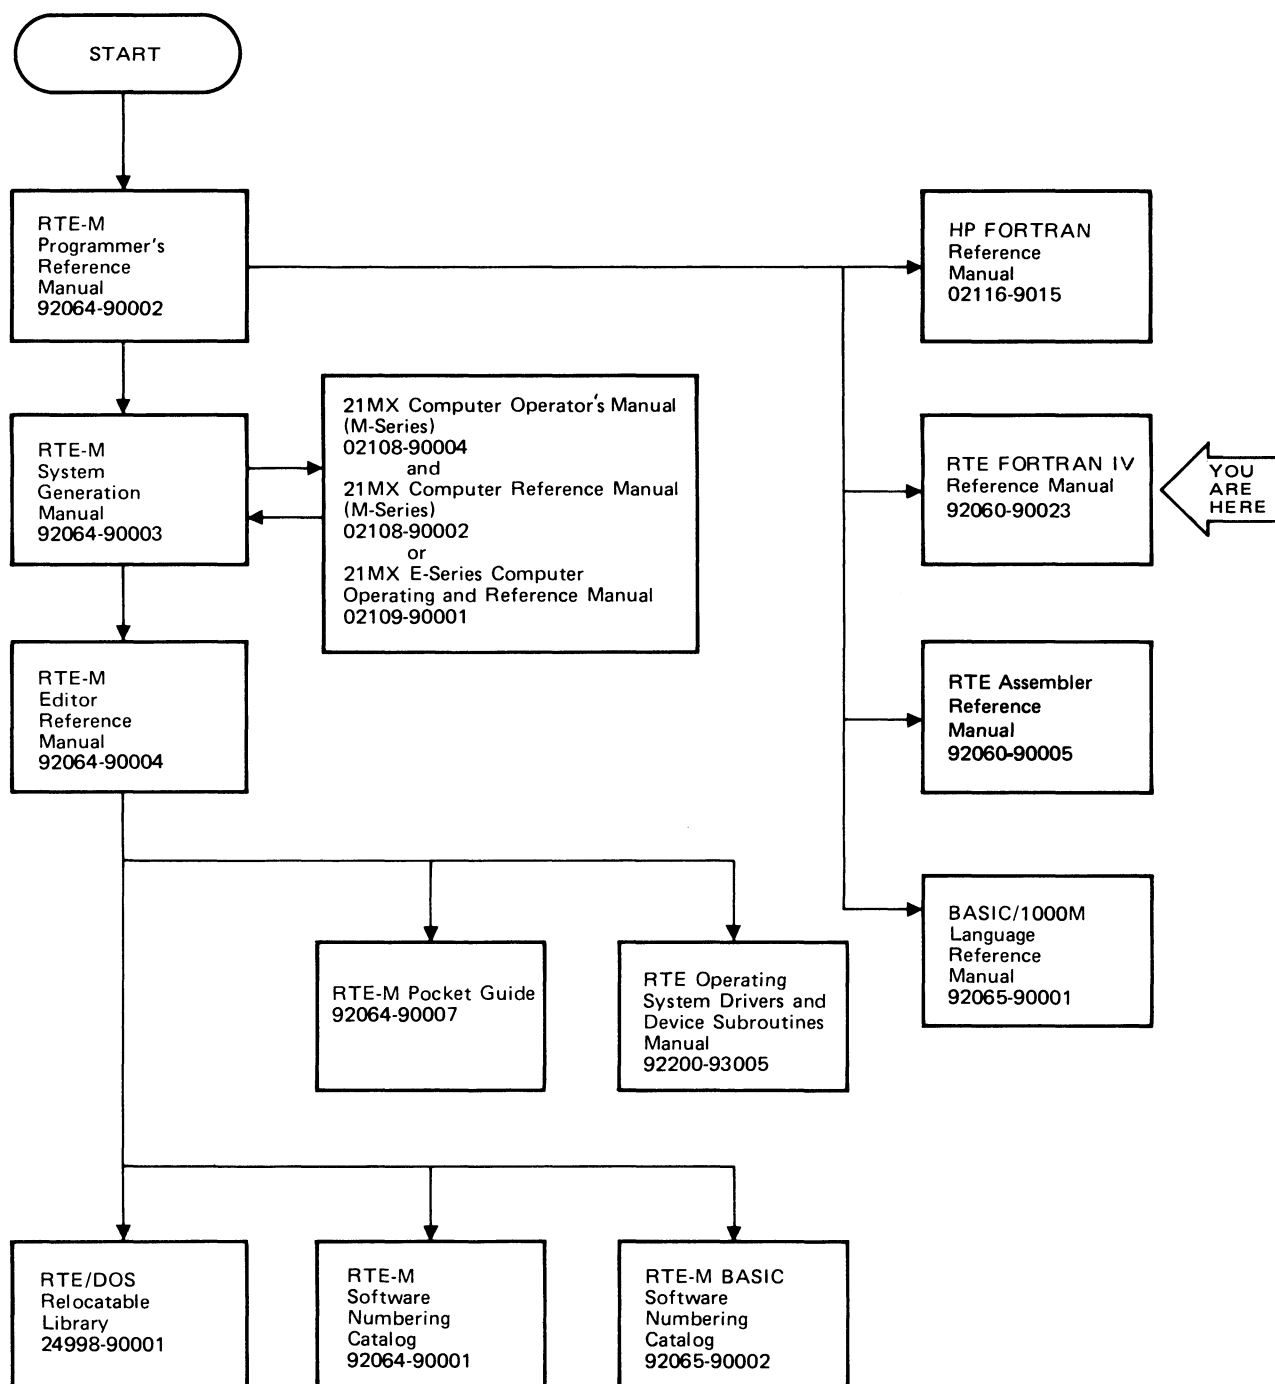 START
RTE-M
Programmer's
Reference
Manual
92064-90002
HP FORTRAN
Reference
Manual
02116-9015
RTE-M
System
Generation
Manual
92064-90003
21MX Computer Operator's Manual
(M-Series)
02108-90004
and
21MX Computer Reference Manual
(M-Series)
02108-90002
or
21MX E-Series Computer
Operating and Reference Manual
02109-90001
RTE FORTRAN IV
Reference Manual
92060-90023
YOU
ARE
HERE
RTE-M
Editor
Reference
Manual
92064-90004
RTE Assembler
Reference
Manual
92060-90005
BASIC/1000M
Language
Reference
Manual
92065-90001
RTE-M Pocket Guide
92064-90007
RTE Operating
System Drivers and
Device Subroutines
Manual
92200-93005
RTE/DOS
Relocatable
Library
24998-90001
RTE-M
Software
Numbering
Catalog
92064-90001
RTE-M BASIC
Software
Numbering
Catalog
92065-90002